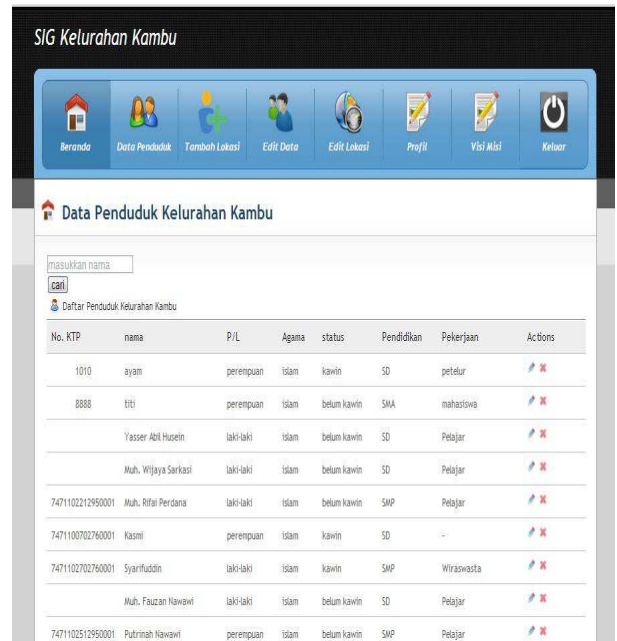 SIG Kelurahan Kambu
Beranda Data Penduduk Tambah Lokasi Edit Data Edit Lokasi Profil Visi Misi Keluar
Data Penduduk Kelurahan Kambu
masukkan nama
cari
Daftar Penduduk Kelurahan Kambu
No. KTP nama P/L Agama status Pendidikan Pekerjaan Actions
1010 ayam perempuan islam kawin SD petelur
8888 titi perempuan islam belum kawin SMA mahasiswa
Yasser Abil Husein laki-laki islam belum kawin SD Pelajar
Muh. Wijaya Sarkasi laki-laki islam belum kawin SD Pelajar
7471102212950001 Muh. Rifal Perdana laki-laki islam belum kawin SMP Pelajar
7471100702760001 Kasmi perempuan islam kawin SD -
7471102702760001 Syarifuddin laki-laki islam kawin SMP Wiraswasta
Muh. Fauzan Nawawi laki-laki islam belum kawin SD Pelajar
7471102512950001 Putrinah Nawawi perempuan islam belum kawin SMP Pelajar